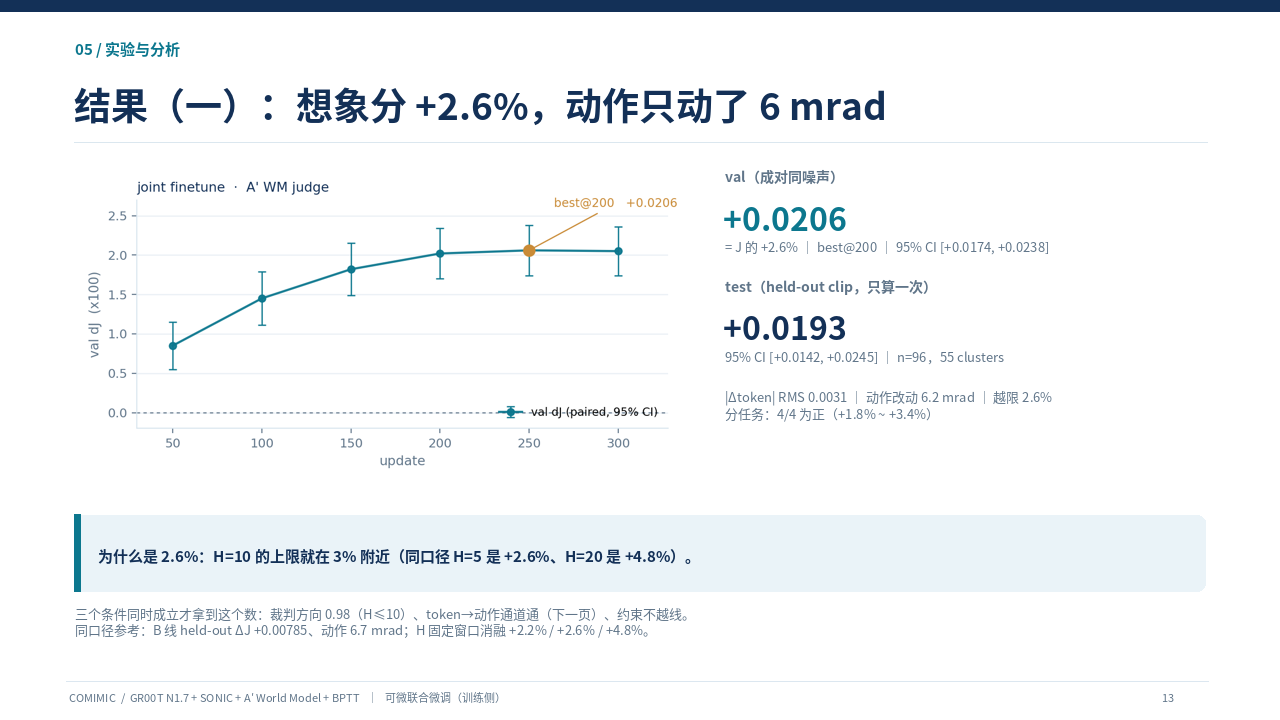 05 / 实验与分析
结果（一）：想象分 +2.6%，动作只动了 6 mrad
joint finetune · A' WM judge
best@200 +0.0206
2.5
2.0
1.5
1.0
0.5
0.0
val dJ (x100)
val dJ (paired, 95% CI)
50 100 150 200 250 300
update
val（成对同噪声）
+0.0206
= J 的 +2.6% ｜ best@200 ｜ 95% CI [+0.0174, +0.0238]
test（held-out clip，只算一次）
+0.0193
95% CI [+0.0142, +0.0245] ｜ n=96，55 clusters
|Δtoken| RMS 0.0031 ｜ 动作改动 6.2 mrad ｜ 越限 2.6%
分任务：4/4 为正（+1.8% ~ +3.4%）
为什么是 2.6%：H=10 的上限就在 3% 附近（同口径 H=5 是 +2.6%、H=20 是 +4.8%）。
三个条件同时成立才拿到这个数：裁判方向 0.98（H≤10）、token→动作通道通（下一页）、约束不越线。
同口径参考：B 线 held-out ΔJ +0.00785、动作 6.7 mrad；H 固定窗口消融 +2.2% / +2.6% / +4.8%。
COMIMIC / GR00T N1.7 + SONIC + A' World Model + BPTT ｜ 可微联合微调（训练侧）
13